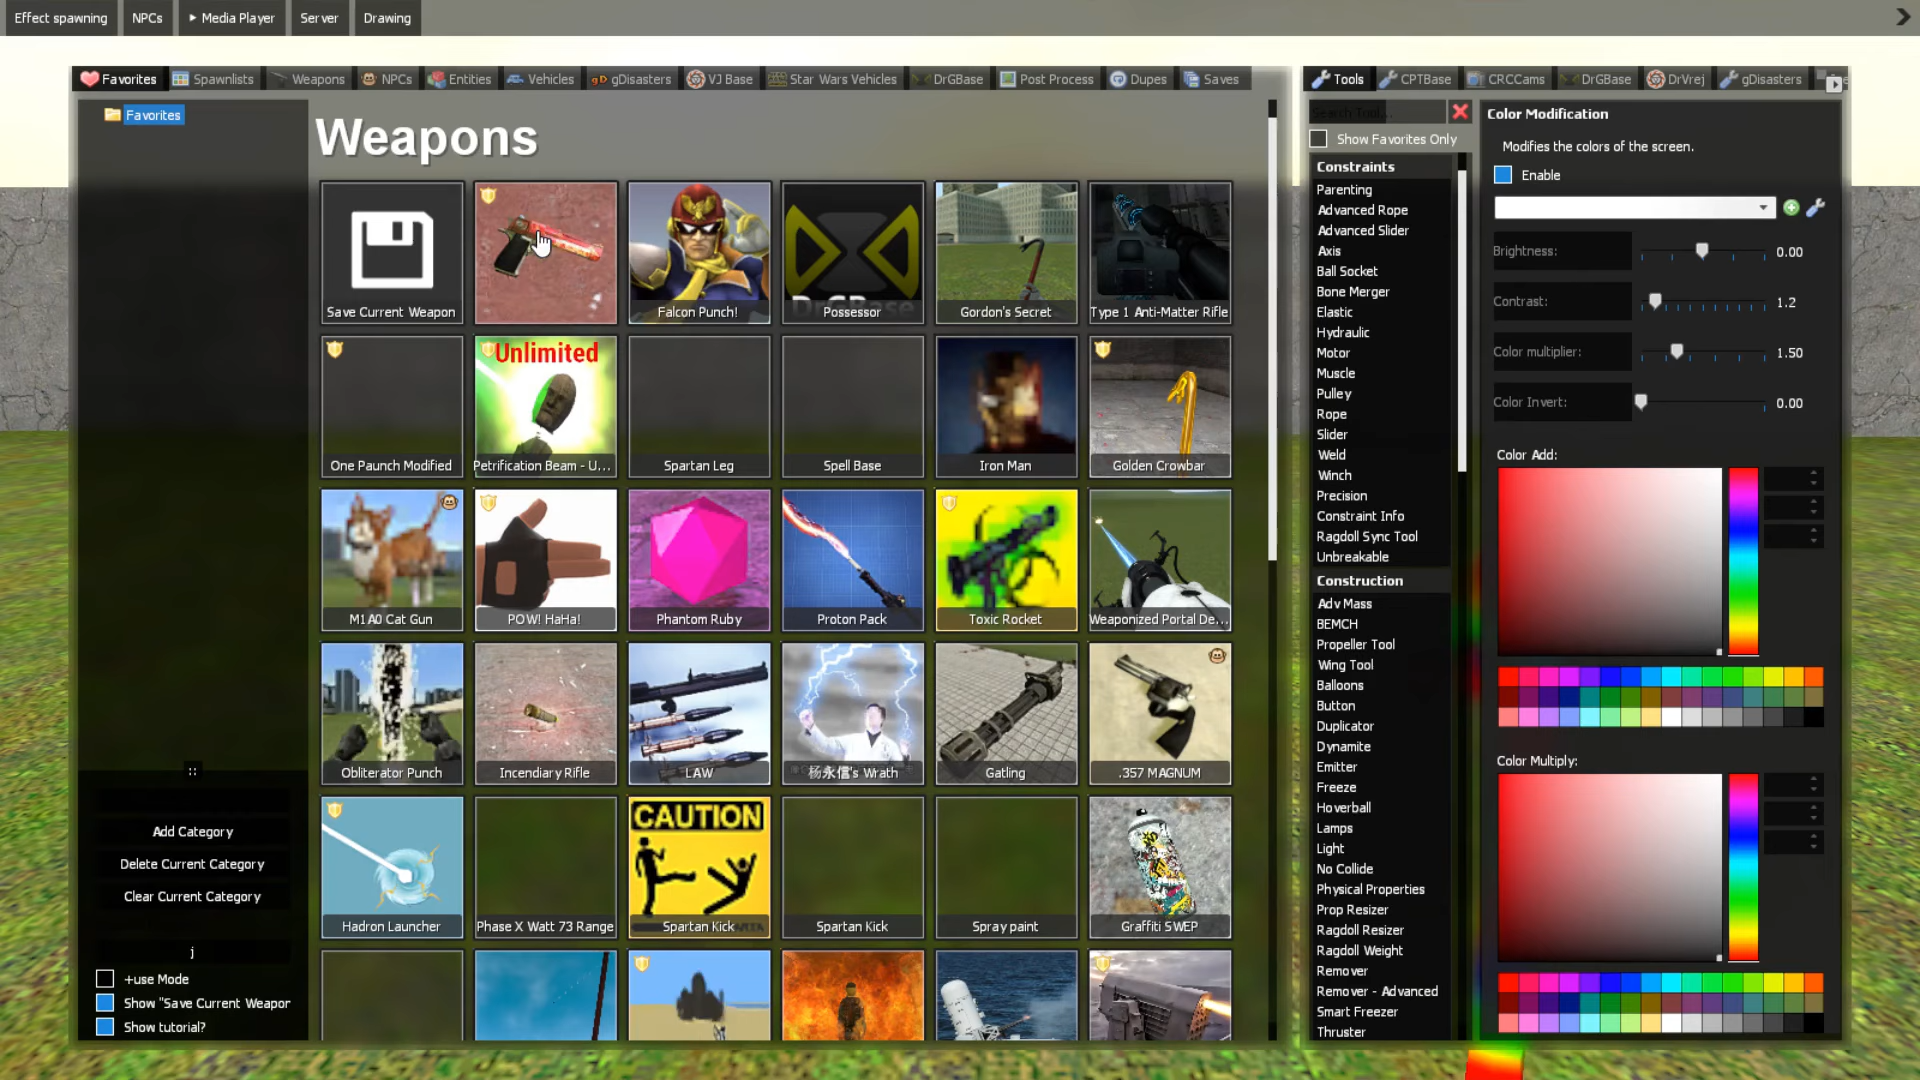 Effect spawning NPCs Media Player Server Drawing
Favorites Spawnlists Weapons NPCs Entities Vehicles gDisasters VJ Base Star Wars Vehicles DrGBase Post Process Dupes Saves
Favorites
Weapons
Save Current Weapon
Falcon Punch!
Possessor
Gordon's Secret
Type 1 Anti-Matter Rifle
One Paunch Modified
Unlimited
Petrification Beam - U...
Spartan Leg
Spell Base
Iron Man
Golden Crowbar
M1A0 Cat Gun
POW! HaHa!
Phantom Ruby
Proton Pack
Toxic Rocket
Weaponized Portal De...
Obliterator Punch
Incendiary Rifle
LAW
杨永信's Wrath
Gatling
.357 MAGNUM
Hadron Launcher
Phase X Watt 73 Range
CAUTION
Spartan Kick
Spartan Kick
Spray paint
Graffiti SWEP
Add Category
Delete Current Category
Clear Current Category
j
+use Mode
Show "Save Current Weapon
Show tutorial?
Tools CPTBase CRCCams DrGBase DrVrej gDisasters
Search Tool...
Show Favorites Only
Constraints
Parenting
Advanced Rope
Advanced Slider
Axis
Ball Socket
Bone Merger
Elastic
Hydraulic
Motor
Muscle
Pulley
Rope
Slider
Weld
Winch
Precision
Constraint Info
Ragdoll Sync Tool
Unbreakable
Construction
Adv Mass
BEMCH
Propeller Tool
Wing Tool
Balloons
Button
Duplicator
Dynamite
Emitter
Freeze
Hoverball
Lamps
Light
No Collide
Physical Properties
Prop Resizer
Ragdoll Resizer
Ragdoll Weight
Remover
Remover - Advanced
Smart Freezer
Thruster
Color Modification
Modifies the colors of the screen.
Enable
Brightness: 0.00
Contrast: 1.2
Color multiplier: 1.50
Color Invert: 0.00
Color Add:
Color Multiply: